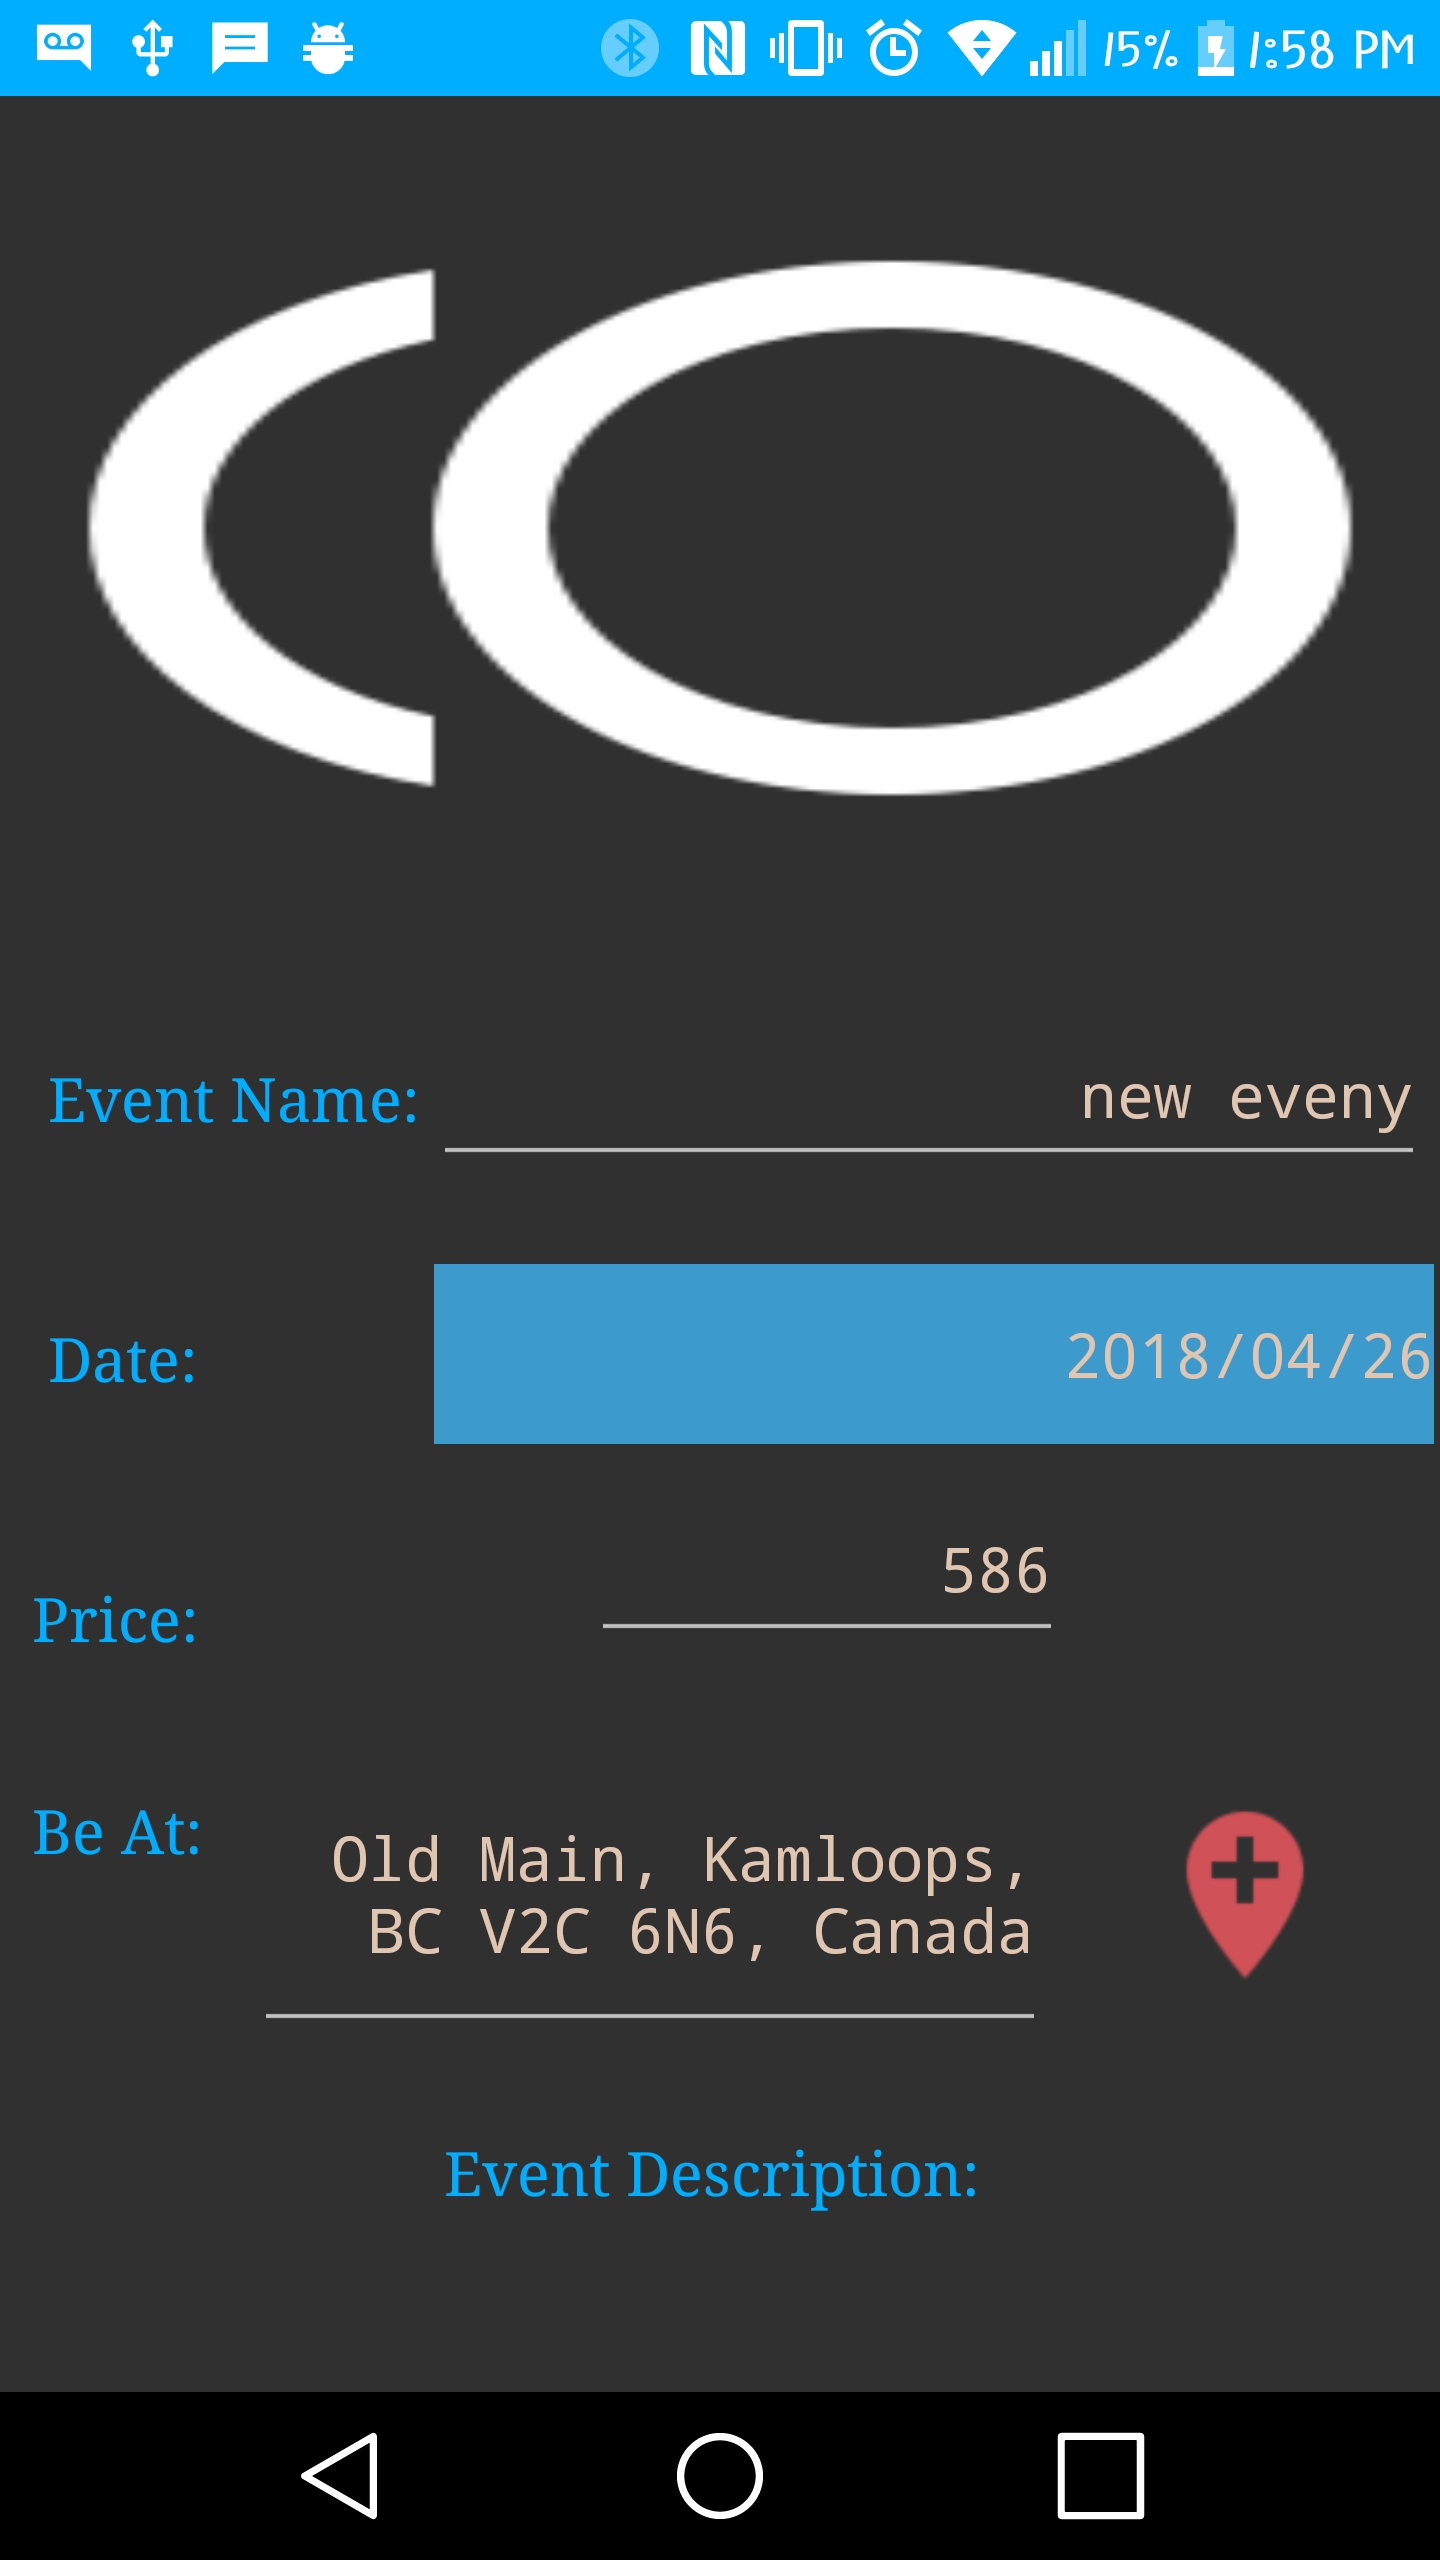 15% 1:58 PM
CO
Event Name: new eveny
Date: 2018/04/26
Price: 586
Be At: Old Main, Kamloops,
BC V2C 6N6, Canada
Event Description: